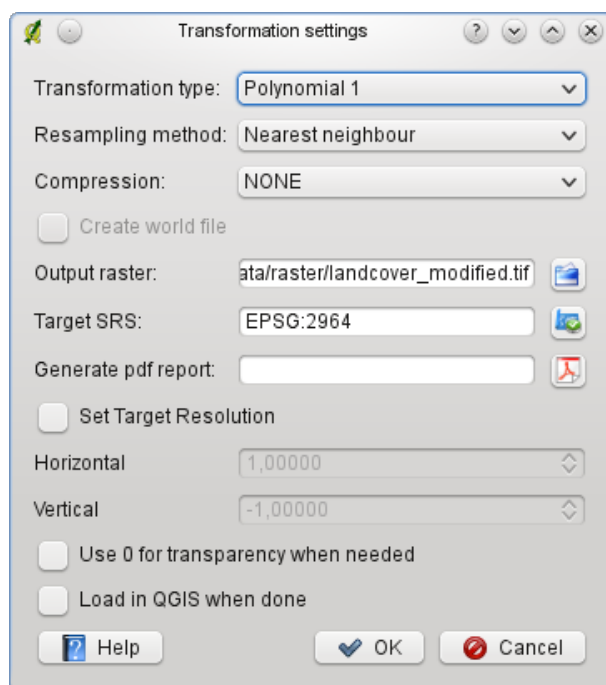 Transformation settings
Transformation type: Polynomial 1
Resampling method: Nearest neighbour
Compression: NONE
Create world file
Output raster: ata/raster/landcover_modified.tif
Target SRS: EPSG:2964
Generate pdf report:
Set Target Resolution
Horizontal 1,00000
Vertical -1,00000
Use 0 for transparency when needed
Load in QGIS when done
Help OK Cancel